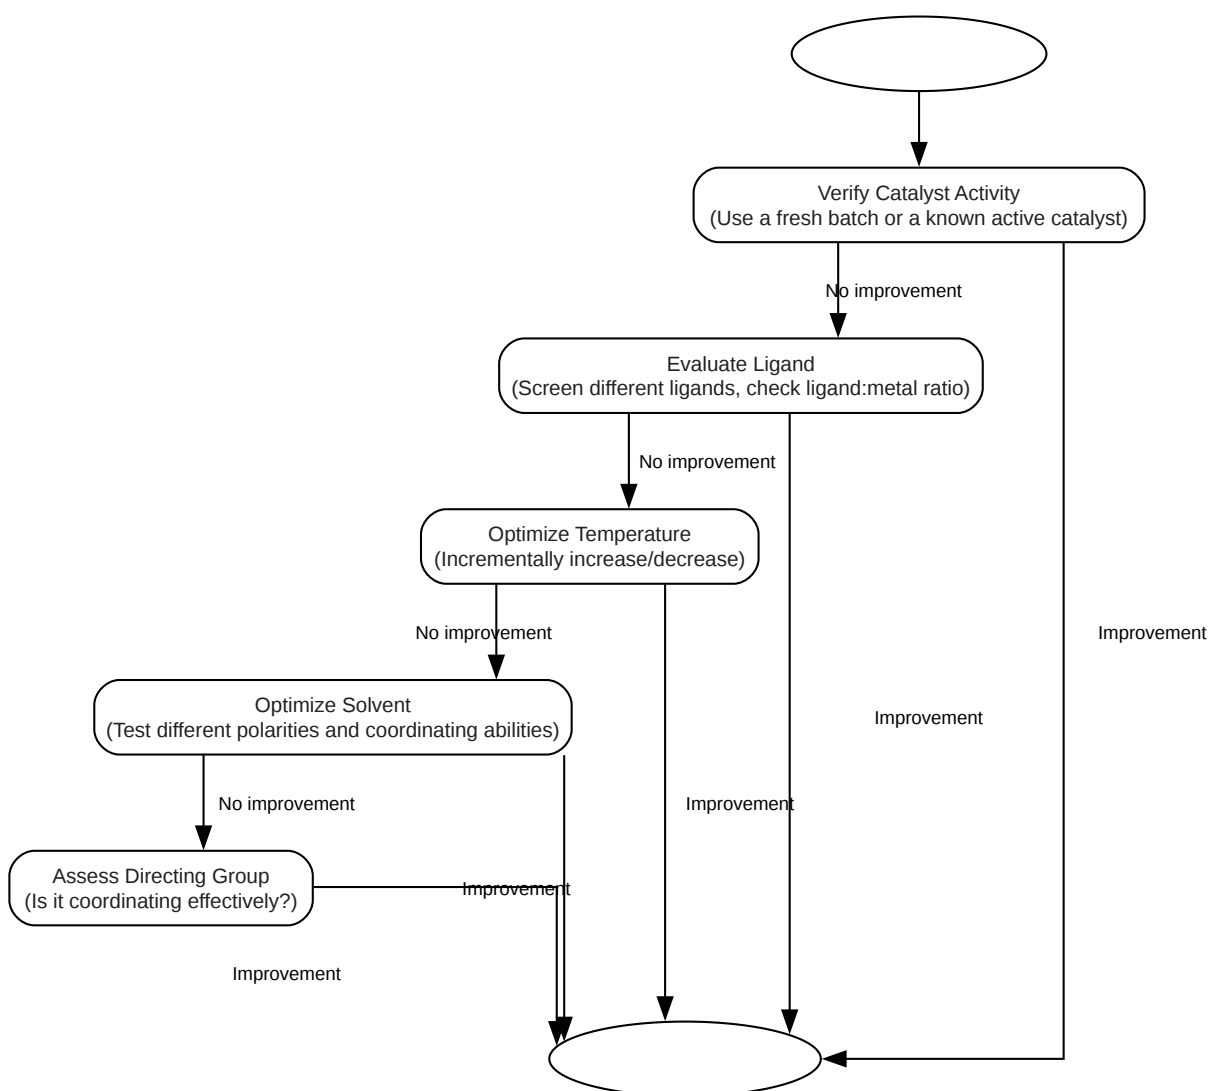 Verify Catalyst Activity
(Use a fresh batch or a known active catalyst)
No improvement
Evaluate Ligand
(Screen different ligands, check ligand:metal ratio)
No improvement
Optimize Temperature
(Incrementally increase/decrease)
No improvement
Improvement
Optimize Solvent
(Test different polarities and coordinating abilities)
Improvement
No improvement
Improvement
Assess Directing Group
(Is it coordinating effectively?)
Improvement
Improvement